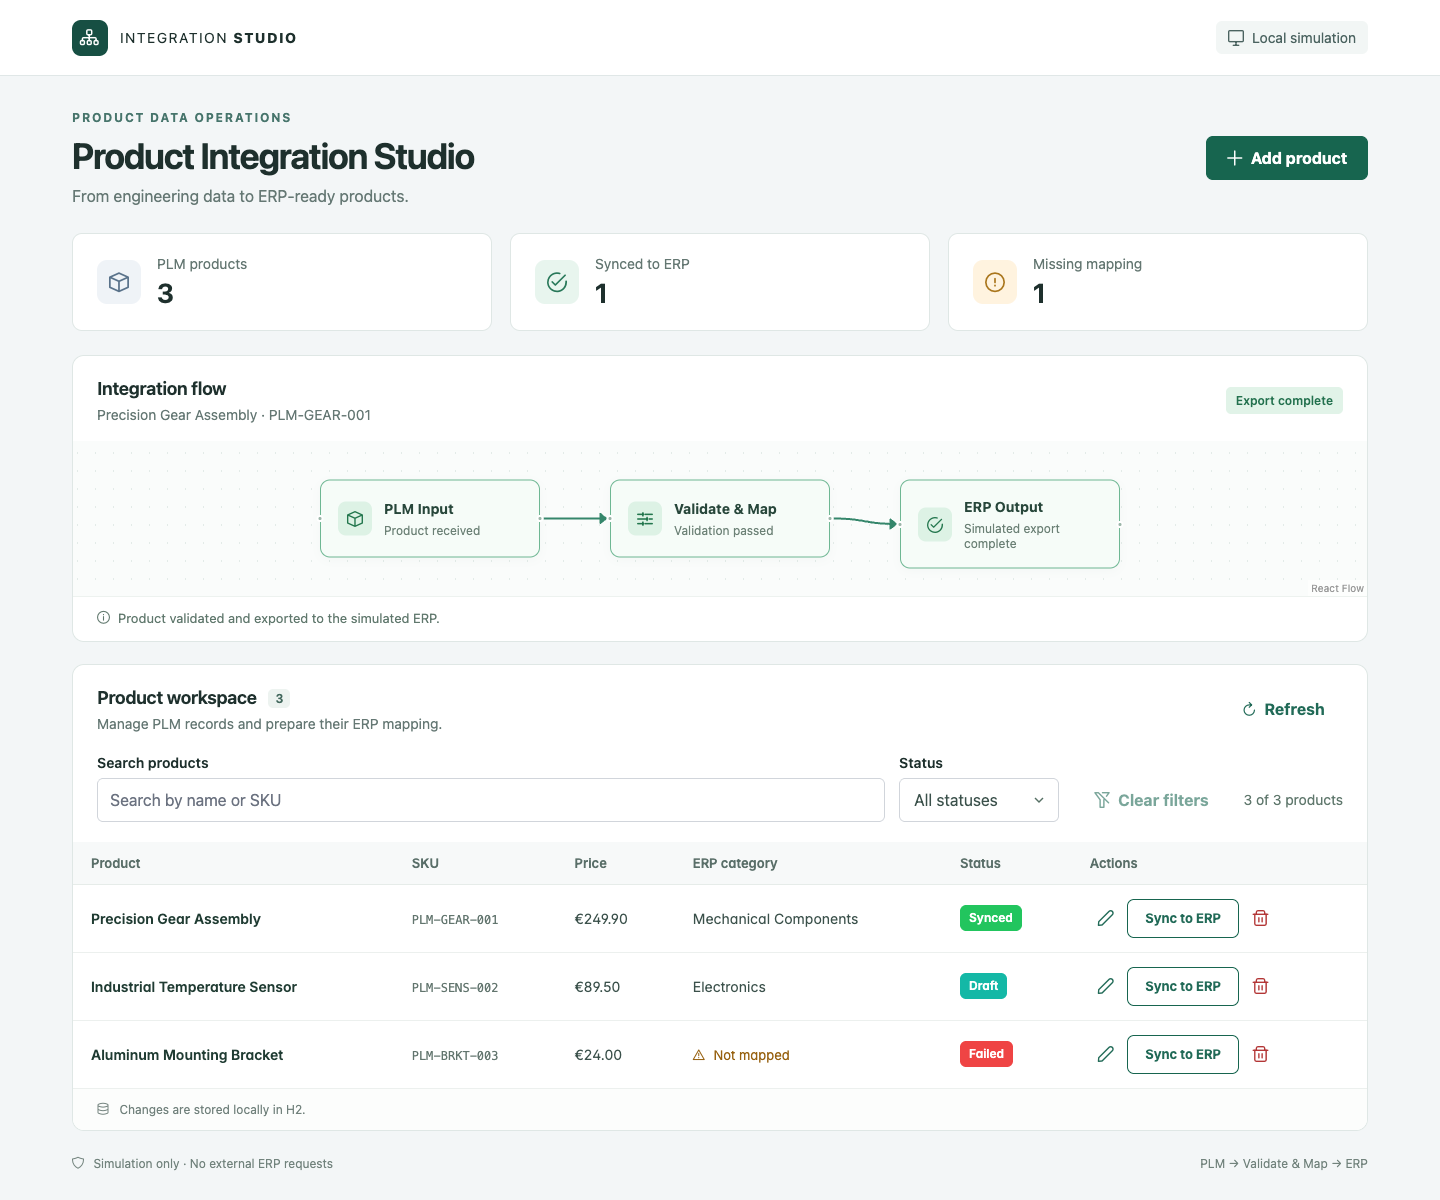 INTEGRATION STUDIO
Local simulation
PRODUCT DATA OPERATIONS
Product Integration Studio
Add product
From engineering data to ERP-ready products.
PLM products
3
Synced to ERP
1
Missing mapping
1
Integration flow
Precision Gear Assembly · PLM-GEAR-001
Export complete
PLM Input
Product received
Validate & Map
Validation passed
ERP Output
Simulated export
complete
React Flow
Product validated and exported to the simulated ERP.
Product workspace 3
Manage PLM records and prepare their ERP mapping.
Refresh
Search products
Status
Search by name or SKU
All statuses
Clear filters
3 of 3 products
Product SKU Price ERP category Status Actions
Precision Gear Assembly PLM-GEAR-001 €249.90 Mechanical Components Synced Sync to ERP
Industrial Temperature Sensor PLM-SENS-002 €89.50 Electronics Draft Sync to ERP
Aluminum Mounting Bracket PLM-BRKT-003 €24.00 Not mapped Failed Sync to ERP
Changes are stored locally in H2.
Simulation only · No external ERP requests
PLM → Validate & Map → ERP